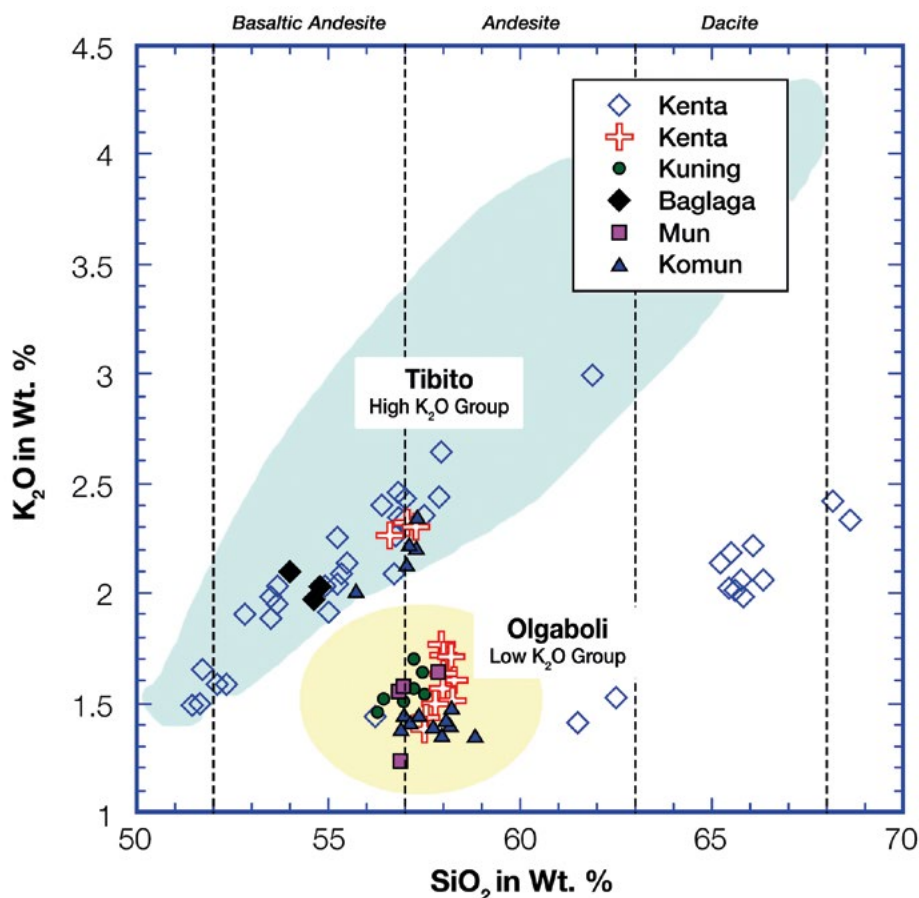 Basaltic Andesite Andesite Dacite
4.5
4
3.5
3
2.5
2
1.5
1
K₂O in Wt. %
Kenta
Kenta
Kuning
Baglaga
Mun
Komun
Tibito
High K₂O Group
Olgaboli
Low K₂O Group
50 55 60 65 70
SiO₂ in Wt. %